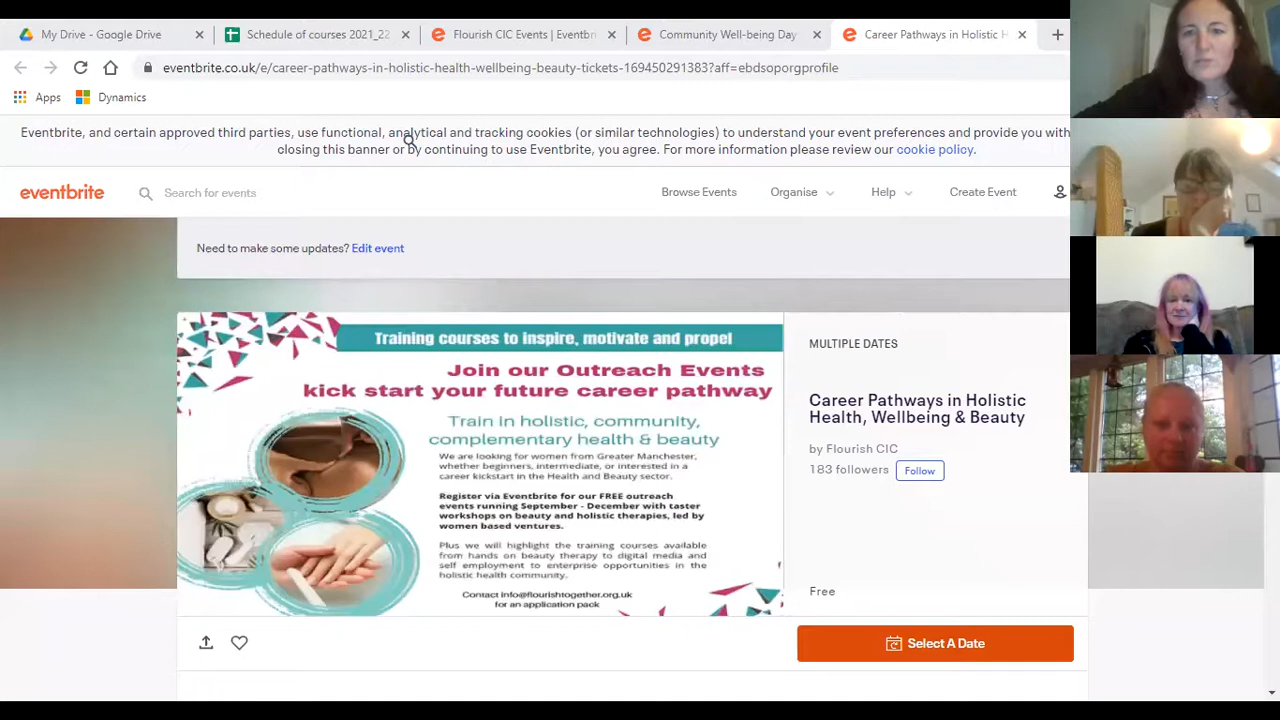 My Drive - Google Drive
Schedule of courses 2021_22
Flourish CIC Events | Eventbri
Community Well-being Day
Career Pathways in Holistic H
eventbrite.co.uk/e/career-pathways-in-holistic-health-wellbeing-beauty-tickets-169450291383?aff=ebdsoporgprofile
Apps
Dynamics
Eventbrite, and certain approved third parties, use functional, analytical and tracking cookies (or similar technologies) to understand your event preferences and provide you with
closing this banner or by continuing to use Eventbrite, you agree. For more information please review our cookie policy.
eventbrite
Search for events
Browse Events
Organise
Help
Create Event
Need to make some updates? Edit event
Training courses to inspire, motivate and propel
Join our Outreach Events
kick start your future career pathway
Train in holistic, community,
complementary health & beauty
We are looking for women from Greater Manchester,
whether beginners, intermediate, or interested in a
career kickstart in the Health and Beauty sector.
Register via Eventbrite for our FREE outreach
events running September - December with taster
workshops on beauty and holistic therapies, led by
women based ventures.
Plus we will highlight the training courses available
from hands on beauty therapy to digital media and
self employment to enterprise opportunities in the
holistic health community.
Contact info@flourishtogether.org.uk
for an application pack
MULTIPLE DATES
Career Pathways in Holistic
Health, Wellbeing & Beauty
by Flourish CIC
183 followers
Follow
Free
Select A Date